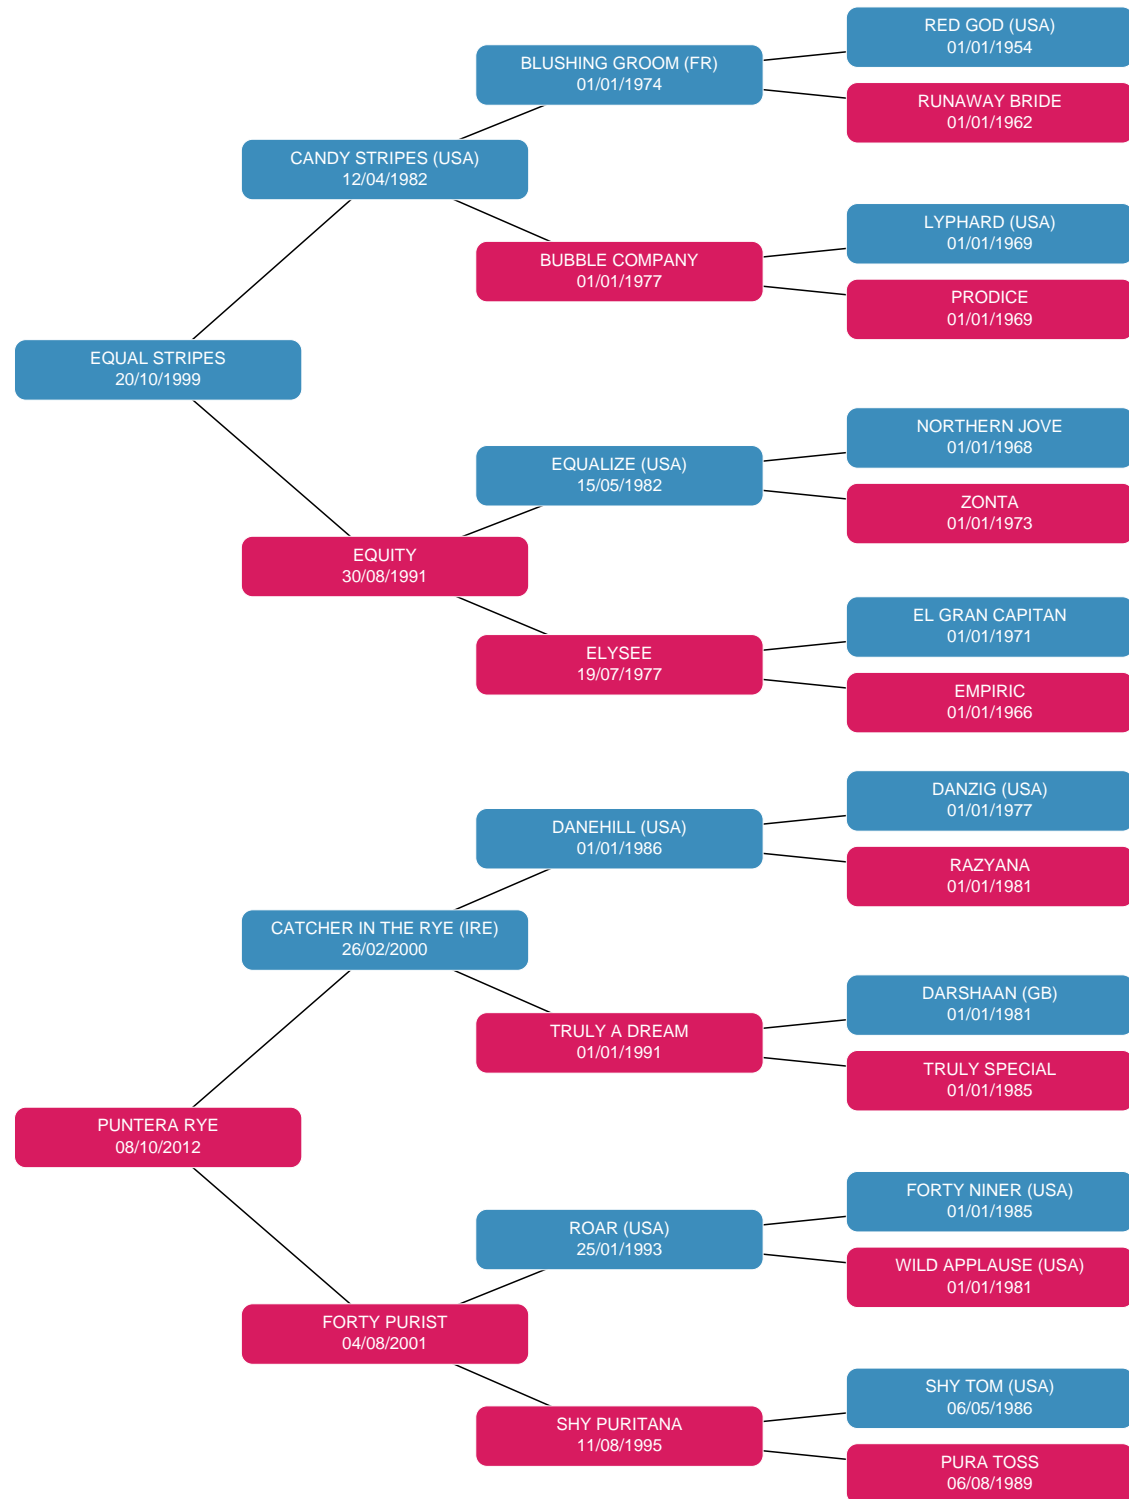 RED GOD (USA)
01/01/1954
BLUSHING GROOM (FR)
01/01/1974
RUNAWAY BRIDE
01/01/1962
CANDY STRIPES (USA)
12/04/1982
LYPHARD (USA)
01/01/1969
BUBBLE COMPANY
01/01/1977
PRODICE
01/01/1969
EQUAL STRIPES
20/10/1999
NORTHERN JOVE
01/01/1968
EQUALIZE (USA)
15/05/1982
ZONTA
01/01/1973
EQUITY
30/08/1991
EL GRAN CAPITAN
01/01/1971
ELYSEE
19/07/1977
EMPIRIC
01/01/1966
DANZIG (USA)
01/01/1977
DANEHILL (USA)
01/01/1986
RAZYANA
01/01/1981
CATCHER IN THE RYE (IRE)
26/02/2000
DARSHAAN (GB)
01/01/1981
TRULY A DREAM
01/01/1991
TRULY SPECIAL
01/01/1985
PUNTERA RYE
08/10/2012
FORTY NINER (USA)
01/01/1985
ROAR (USA)
25/01/1993
WILD APPLAUSE (USA)
01/01/1981
FORTY PURIST
04/08/2001
SHY TOM (USA)
06/05/1986
SHY PURITANA
11/08/1995
PURA TOSS
06/08/1989